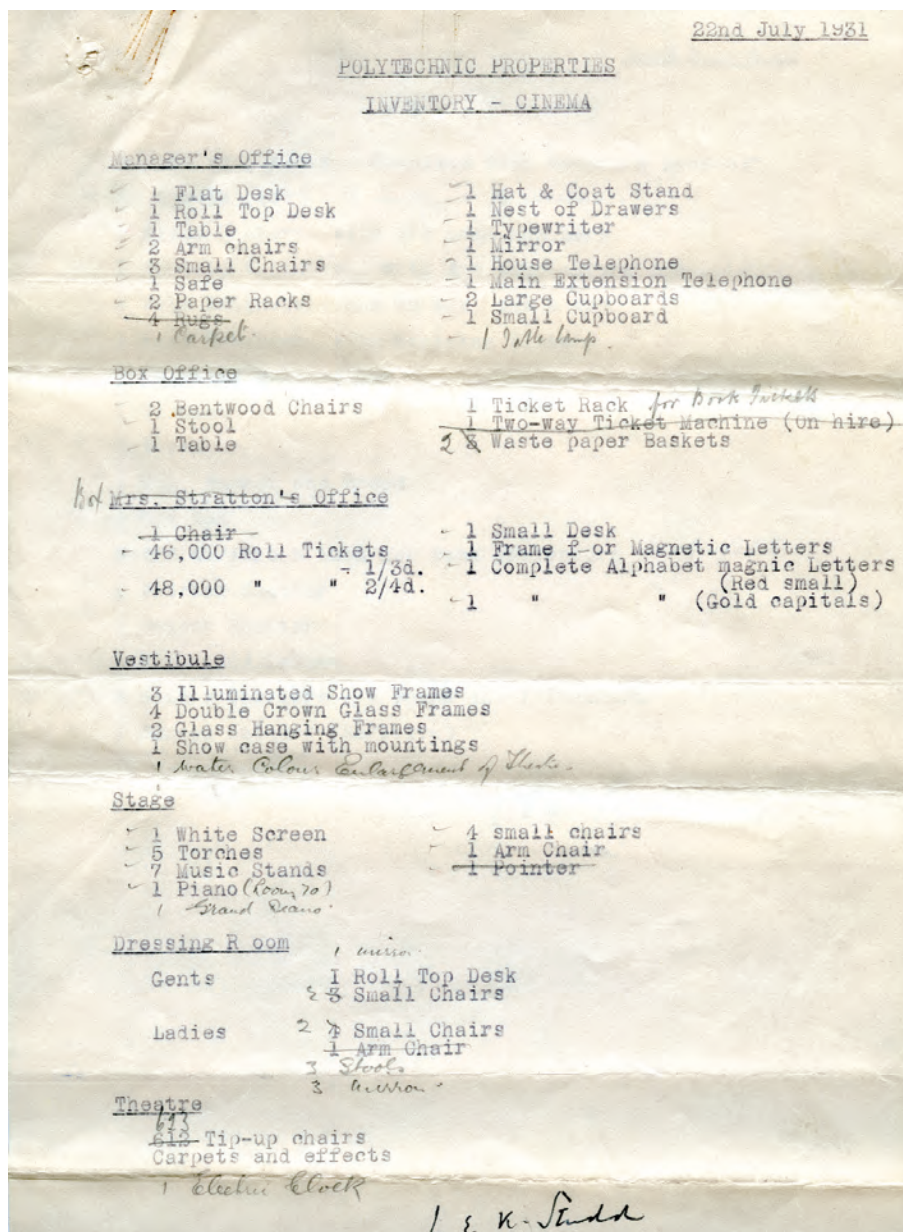 22nd July 1931
POLYTECHNIC PROPERTIES
INVENTORY - CINEMA
Manager's Office
1 Flat Desk
1 Roll Top Desk
1 Table
2 Arm chairs
3 Small Chairs
1 Safe
2 Paper Racks
4 Rugs
1 Carpet.
1 Hat & Coat Stand
1 Nest of Drawers
1 Typewriter
1 Mirror
1 House Telephone
1 Main Extension Telephone
2 Large Cupboards
1 Small Cupboard
1 Table lamp.
Box Office
2 Bentwood Chairs
1 Stool
1 Table
1 Ticket Rack for Book Tickets
1 Two-way Ticket Machine (On hire)
2 3 Waste paper Baskets
Box Mrs. Stratton's Office
1 Chair
46,000 Roll Tickets
- 1/3d.
48,000 " " 2/4d.
1 Small Desk
1 Frame f-or Magnetic Letters
1 Complete Alphabet magnic Letters
(Red small)
1 " " (Gold capitals)
Vestibule
3 Illuminated Show Frames
4 Double Crown Glass Frames
2 Glass Hanging Frames
1 Show case with mountings
1 Water Colour Enlargement of Theatre.
Stage
1 White Screen
5 Torches
7 Music Stands
1 Piano (Room 70)
1 Grand Piano.
4 small chairs
1 Arm Chair
1 Pointer
Dressing R oom
1 mirror.
Gents 1 Roll Top Desk
2 3 Small Chairs
Ladies 2 4 Small Chairs
1 Arm Chair
3 Stools
3 mirrors.
Theatre
612 Tip-up chairs
Carpets and effects
1 Electric Clock
J. E. K. Studd